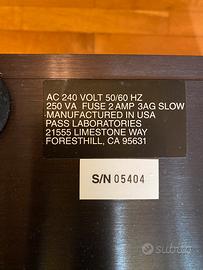 AC 240 VOLT 50/60 HZ
250 VA FUSE 2 AMP 3AG SLOW
MANUFACTURED IN USA
PASS LABORATORIES
21555 LIMESTONE WAY
FORESTHILL, CA 95631
S/N 05404
subito